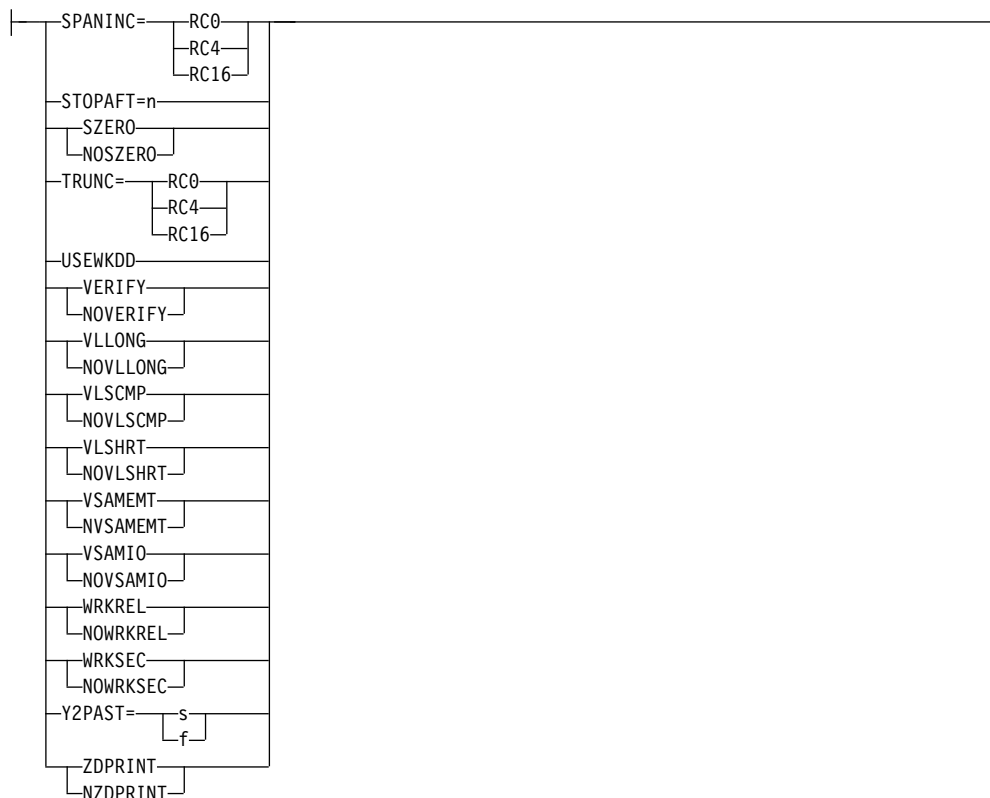 SPANINC= RC0
RC4
RC16
STOPAFT=n
SZERO
NOSZERO
TRUNC= RC0
RC4
RC16
USEWKDD
VERIFY
NOVERIFY
VLLONG
NOVLLONG
VLSCMP
NOVLSCMP
VLSHRT
NOVLSHRT
VSAMEMT
NVSAMEMT
VSAMIO
NOVSAMIO
WRKREL
NOWRKREL
WRKSEC
NOWRKSEC
Y2PAST= s
f
ZDPRINT
NZDPRINT